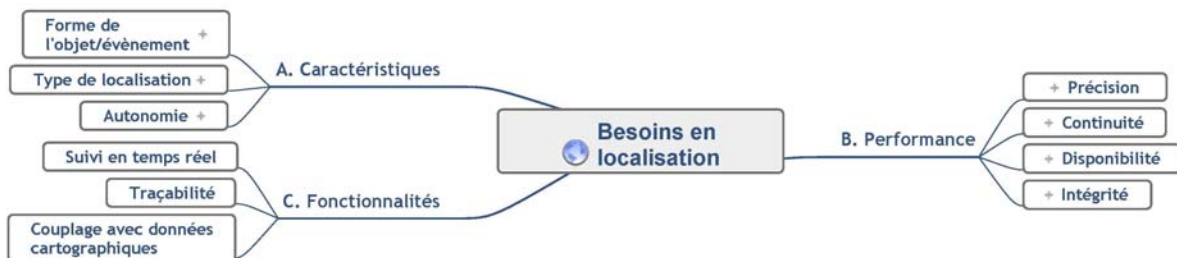 Forme de
l'objet/évènement +
Type de localisation +
Autonomie +
A. Caractéristiques
Suivi en temps réel
Traçabilité
Couplage avec données
cartographiques
C. Fonctionnalités
Besoins en
localisation
B. Performance
+ Précision
+ Continuité
+ Disponibilité
+ Intégrité